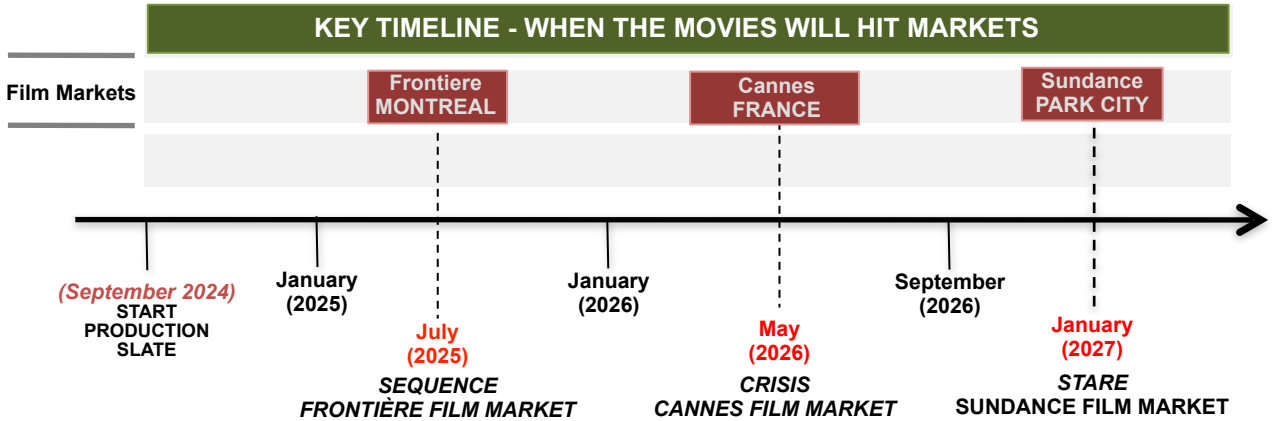 KEY TIMELINE - WHEN THE MOVIES WILL HIT MARKETS
Film Markets
Frontiere
MONTREAL
Cannes
FRANCE
Sundance
PARK CITY
(September 2024)
START
PRODUCTION
SLATE
January
(2025)
July
(2025)
SEQUENCE
FRONTIÈRE FILM MARKET
January
(2026)
May
(2026)
CRISIS
CANNES FILM MARKET
September
(2026)
January
(2027)
STARE
SUNDANCE FILM MARKET